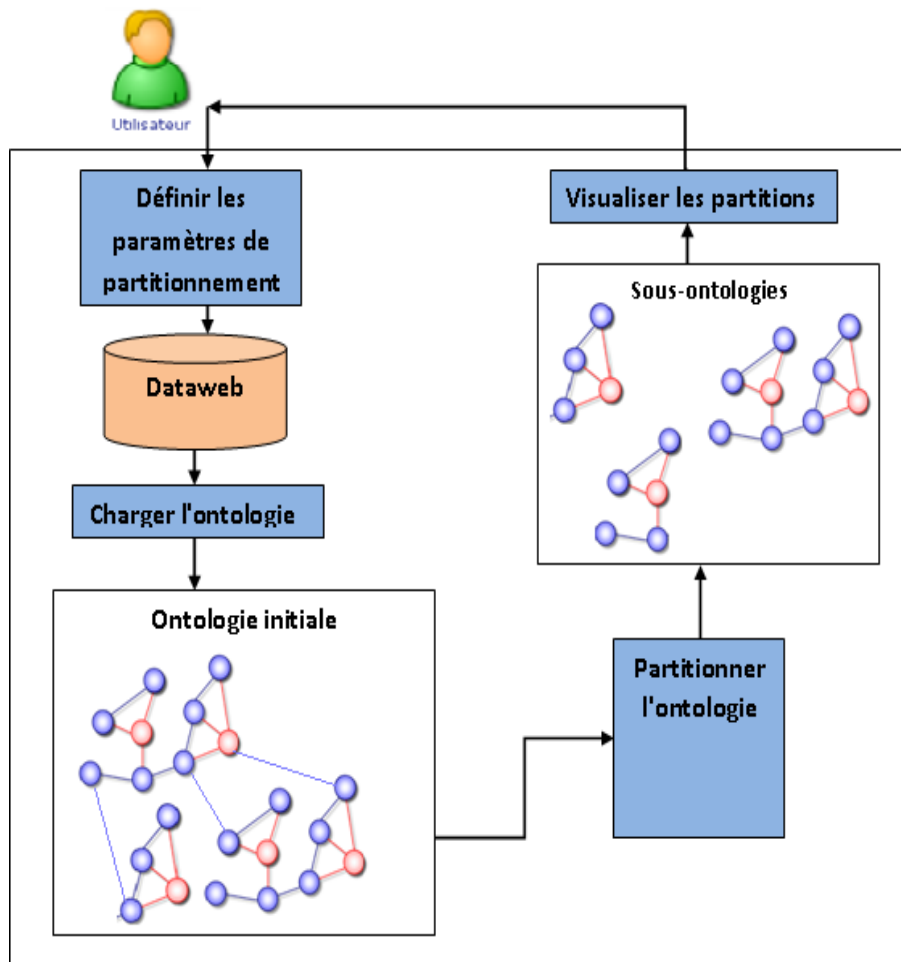 Utilisateur
Définir les
paramètres de
partitionnement
Dataweb
Charger l'ontologie
Ontologie initiale
Partitionner
l'ontologie
Sous-ontologies
Visualiser les partitions